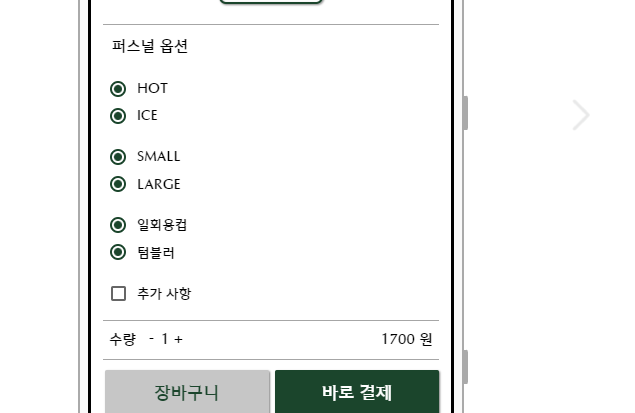 퍼스널 옵션
HOT
ICE
SMALL
LARGE
일회용컵
텀블러
추가 사항
수량 - 1 + 1700 원
장바구니 바로 결제